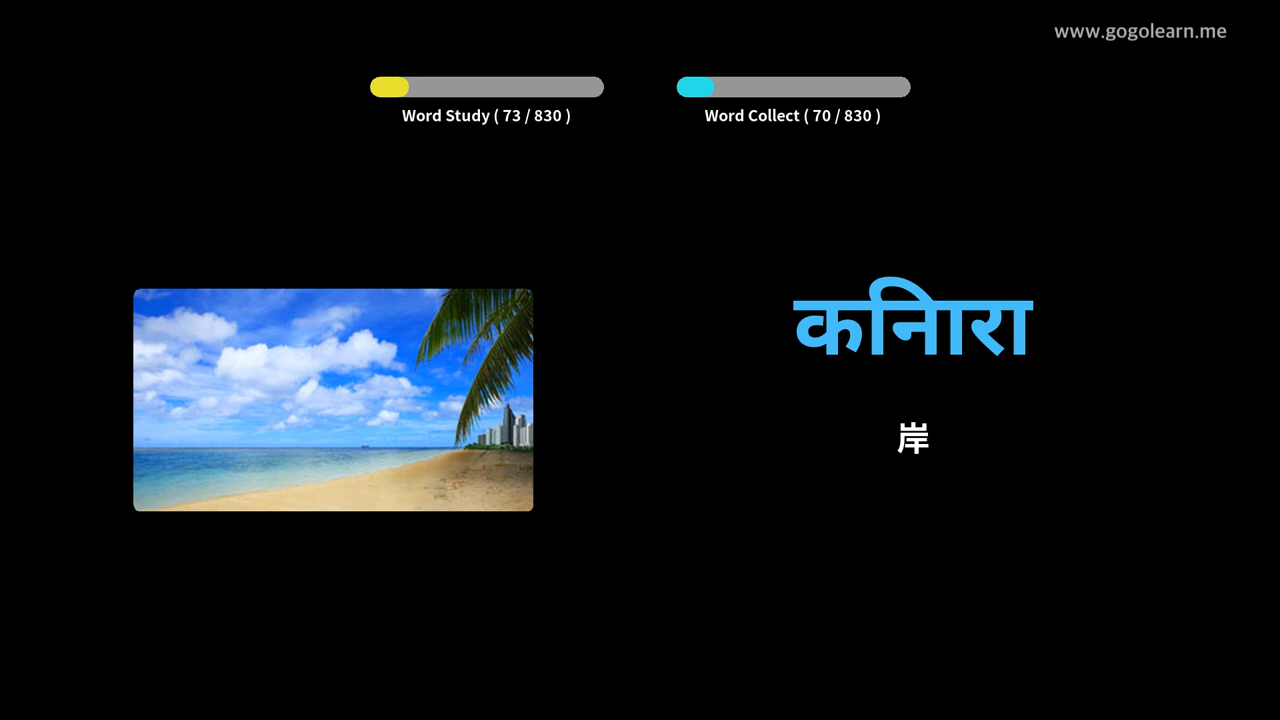 www.gogolearn.me
Word Study ( 73 / 830 )
Word Collect ( 70 / 830 )
कनिारा
岸